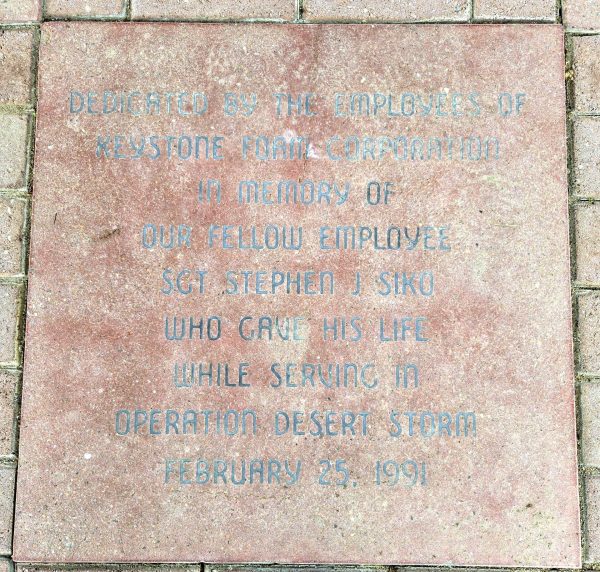 DEDICATED BY THE EMPLOYEES OF
KEYSTONE FOAM CORPORATION
IN MEMORY OF
OUR FELLOW EMPLOYEE
SGT STEPHEN J SIKO
WHO GAVE HIS LIFE
WHILE SERVING IN
OPERATION DESERT STORM
FEBRUARY 25, 1991